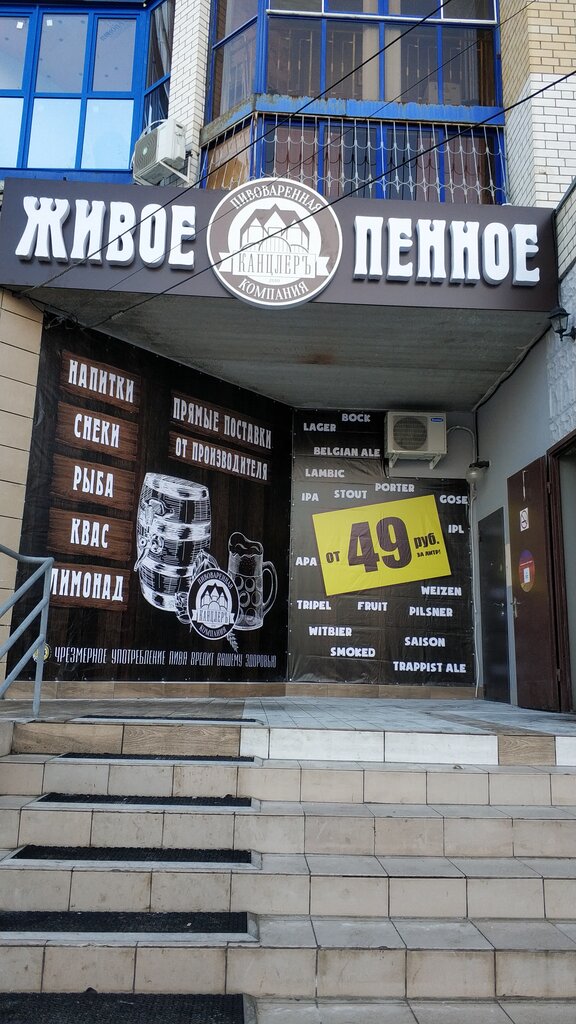 ЖИВОЕ
ПИВОВАРЕННАЯ
КАНЦЛЕРЪ
КОМПАНИЯ
ПЕННОЕ
НАПИТКИ
СНЕКИ
РЫБА
КВАС
ЛИМОНАД
ПРЯМЫЕ ПОСТАВКИ
ОТ ПРОИЗВОДИТЕЛЯ
ПИВОВАРЕННАЯ
КАНЦЛЕРЪ
КОМПАНИЯ
ЧРЕЗМЕРНОЕ УПОТРЕБЛЕНИЕ ПИВА ВРЕДИТ ВАШЕМУ ЗДОРОВЬЮ
BOCK
LAGER
BELGIAN ALE
LAMBIC
PORTER
IPA STOUT GOSE
ОТ 49 руб.
ЗА ЛИТР!
IPL
APA
WEIZEN
TRIPEL FRUIT PILSNER
WITBIER
SAISON
SMOKED
TRAPPIST ALE